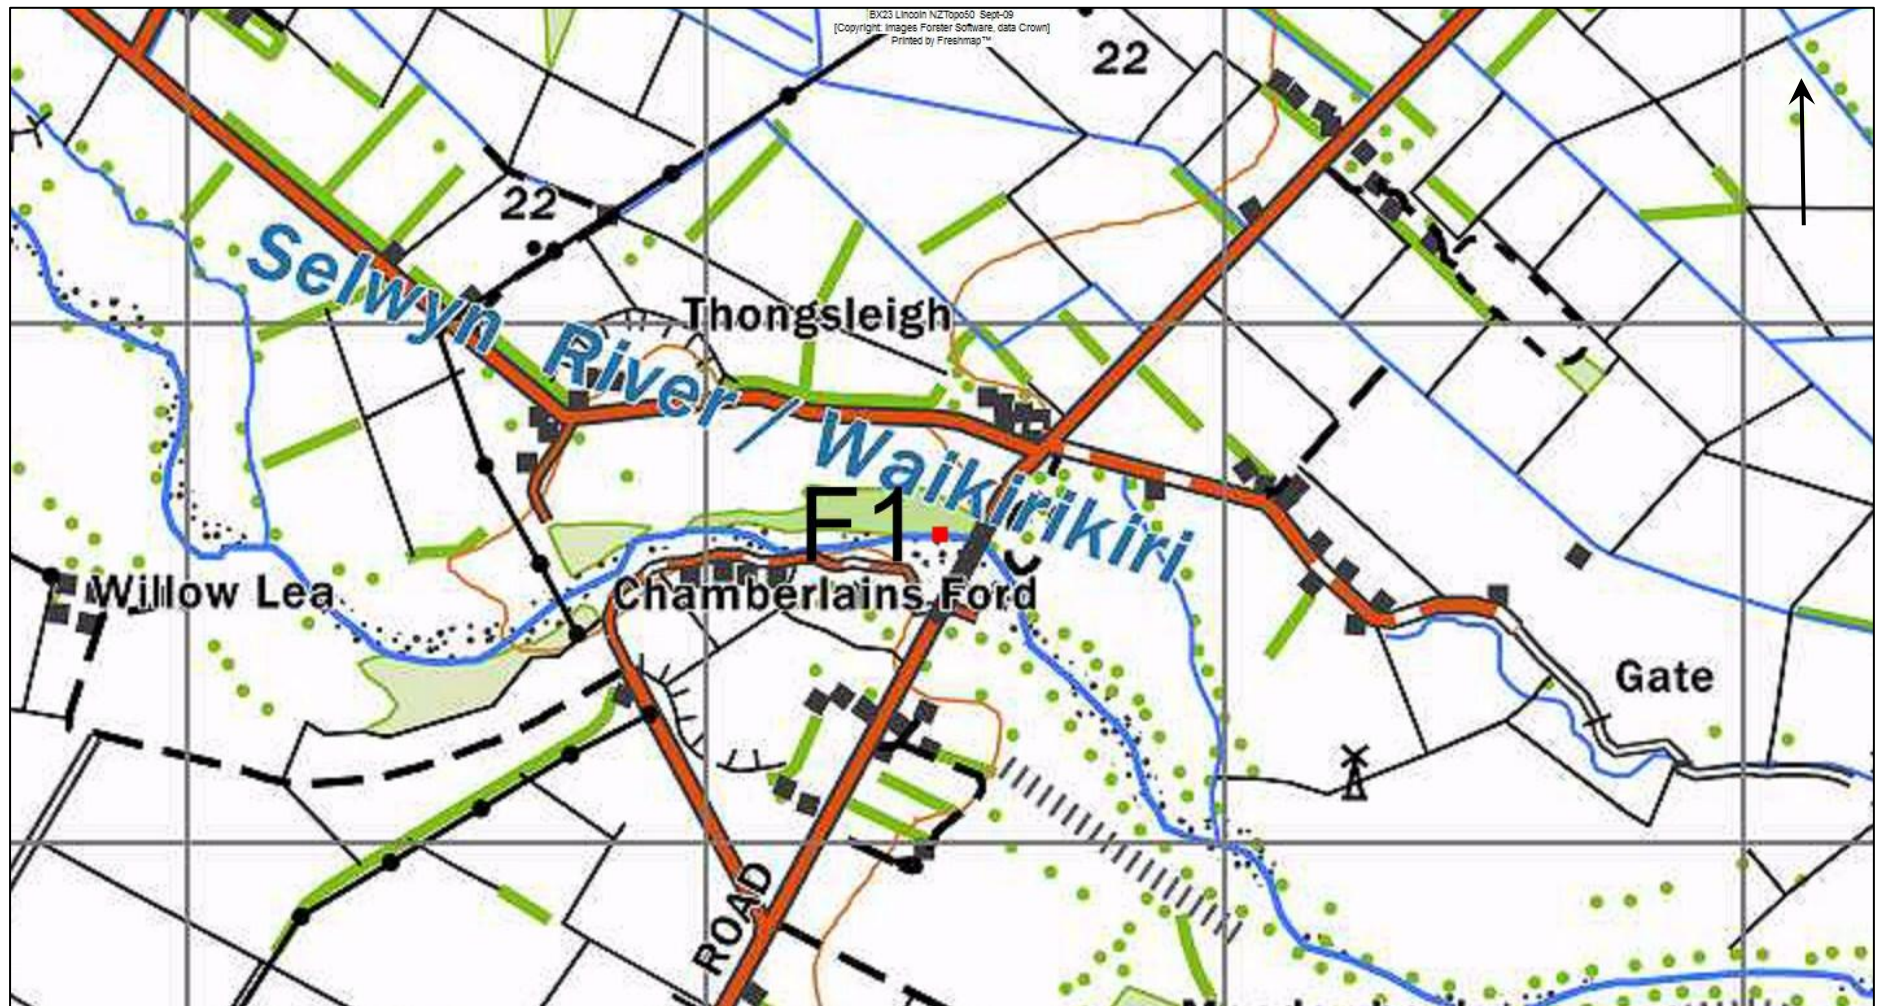 BX23 Lincoln NZTopo50 Sept-09
[Copyright: Images Forster Software, data Crown]
Printed by Freshmap™
22
22
Selwyn River / Waikirikiri
Thongsleigh
F1
Willow Lea
Chamberlains Ford
Gate
ROAD